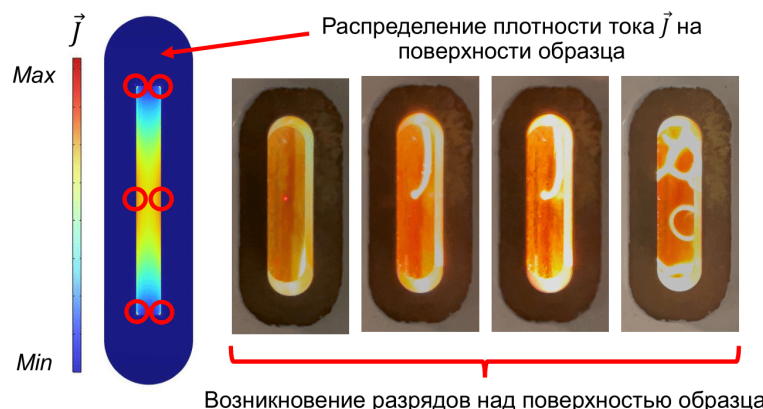 J⃗
Распределение плотности тока J⃗ на
поверхности образца
Max
Min
Возникновение разрядов над поверхностью образца